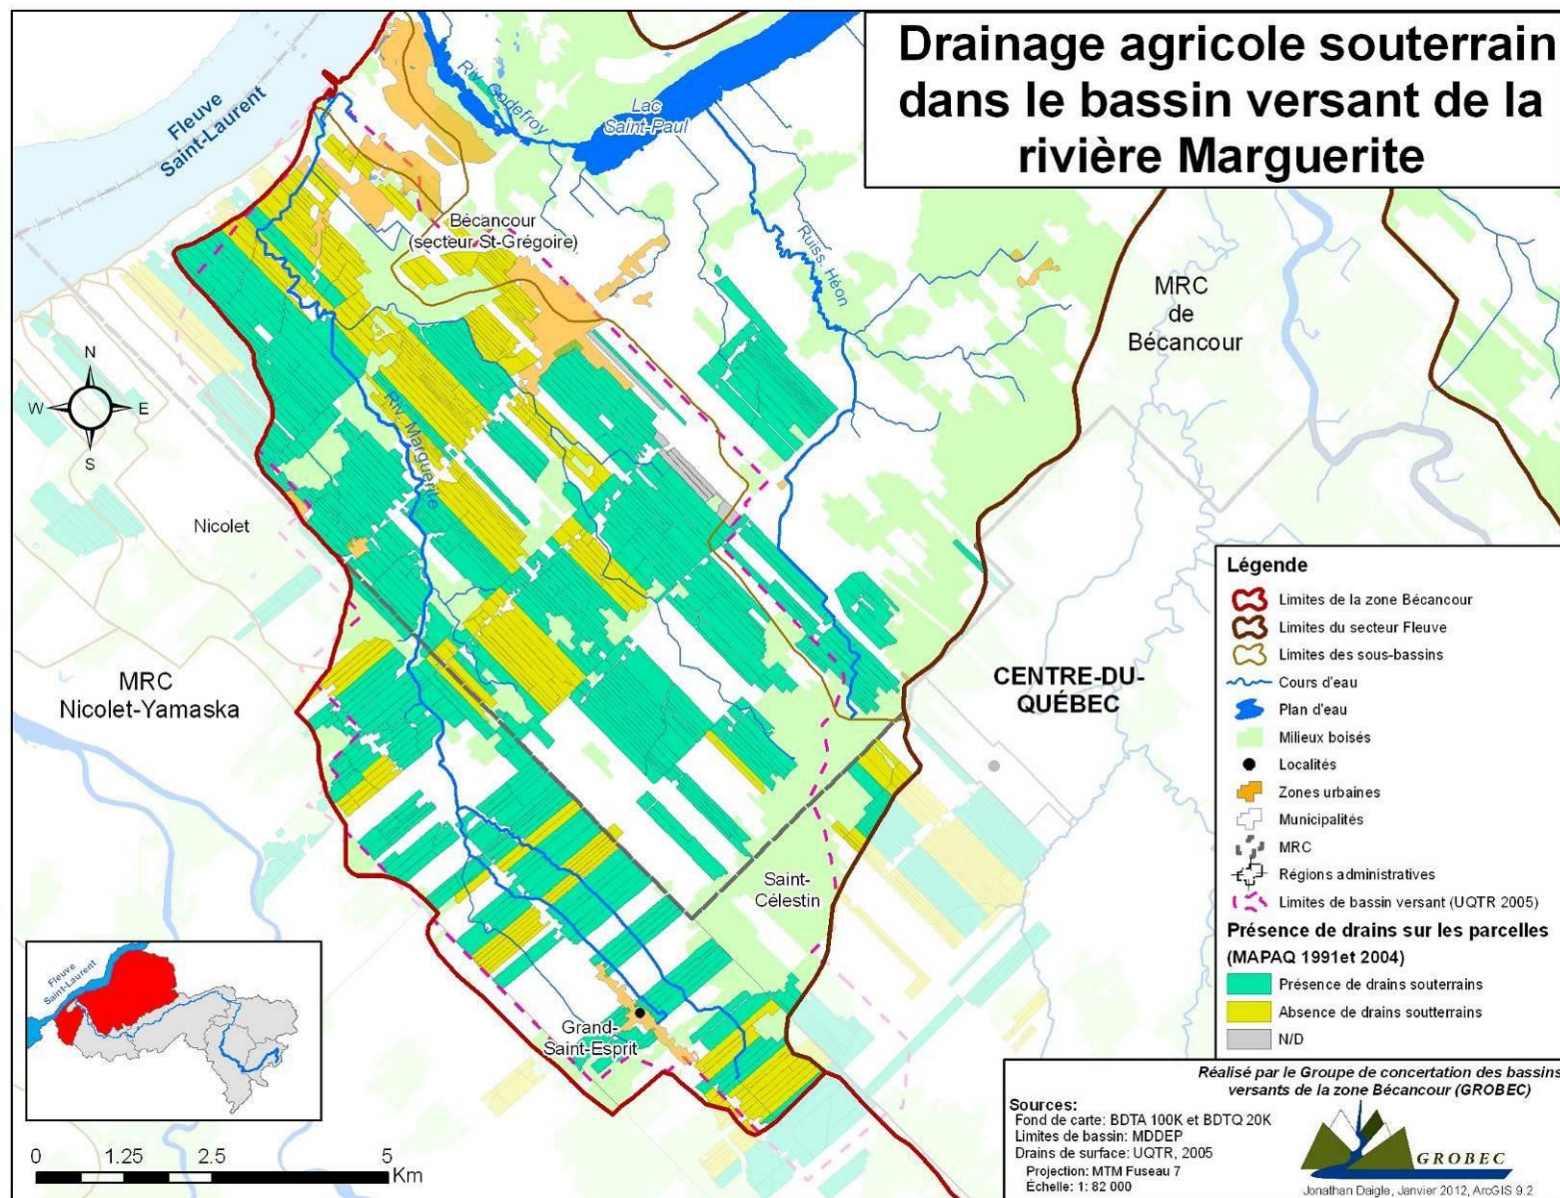 Drainage agricole souterrain
dans le bassin versant de la
rivière Marguerite
Fleuve
Saint-Laurent
Riv. Godefroy
Lac
Saint-Paul
Bécancour
(secteur St-Grégoire)
Ruiss. Héon
MRC
de
Bécancour
N
W
E
S
Riv. Marguerite
Nicolet
MRC
Nicolet-Yamaska
CENTRE-DU-
QUÉBEC
Saint-
Célestin
Grand-
Saint-Esprit
Légende
Limites de la zone Bécancour
Limites du secteur Fleuve
Limites des sous-bassins
Cours d'eau
Plan d'eau
Milieux boisés
Localités
Zones urbaines
Municipalités
MRC
Régions administratives
Limites de bassin versant (UQTR 2005)
Présence de drains sur les parcelles
(MAPAQ 1991et 2004)
Présence de drains souterrains
Absence de drains soutterrains
N/D
Fleuve
Saint-Laurent
0 1.25 2.5 5
Km
Réalisé par le Groupe de concertation des bassins
versants de la zone Bécancour (GROBEC)
Sources:
Fond de carte: BDTA 100K et BDTQ 20K
Limites de bassin: MDDEP
Drains de surface: UQTR, 2005
Projection: MTM Fuseau 7
Échelle: 1: 82 000
GROBEC
Jonathan Daigle, Janvier 2012, ArcGIS 9.2